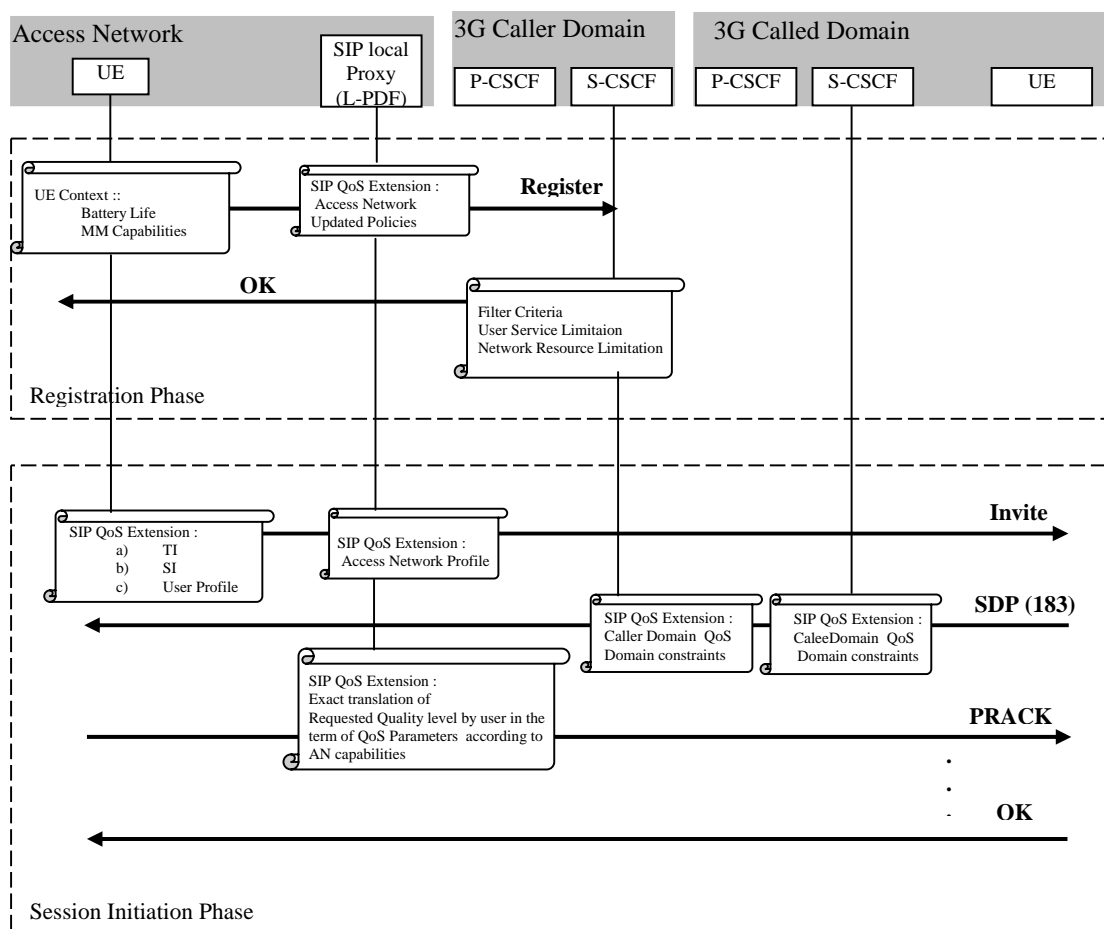 Access Network
3G Caller Domain
3G Called Domain
UE
SIP local
Proxy
(L-PDF)
P-CSCF
S-CSCF
P-CSCF
S-CSCF
UE
UE Context ::
Battery Life
MM Capabilities
SIP QoS Extension :
Access Network
Updated Policies
Register
OK
Filter Criteria
User Service Limitaion
Network Resource Limitation
Registration Phase
SIP QoS Extension :
a) TI
b) SI
c) User Profile
SIP QoS Extension :
Access Network Profile
Invite
SIP QoS Extension :
Caller Domain QoS
Domain constraints
SIP QoS Extension :
CaleeDomain QoS
Domain constraints
SDP (183)
SIP QoS Extension :
Exact translation of
Requested Quality level by user in the
term of QoS Parameters according to
AN capabilities
PRACK
OK
Session Initiation Phase